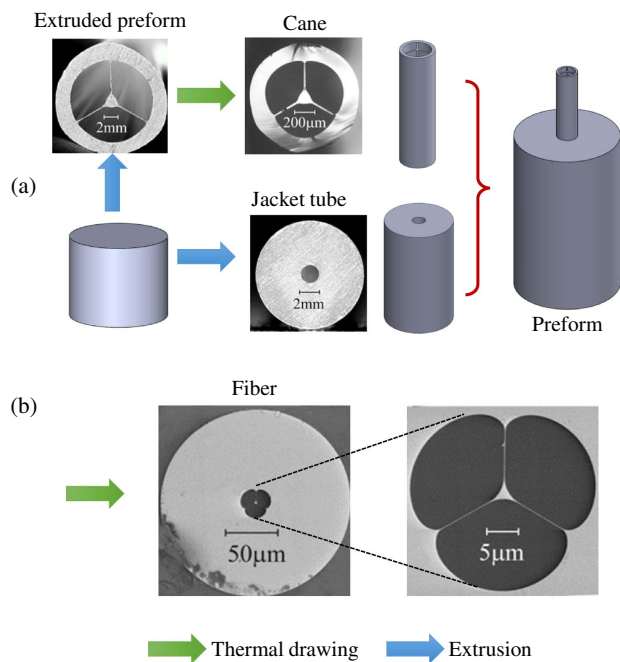 Extruded preform
Cane
2mm
200µm
(a)
Jacket tube
2mm
Preform
(b)
Fiber
50µm
5µm
Thermal drawing
Extrusion